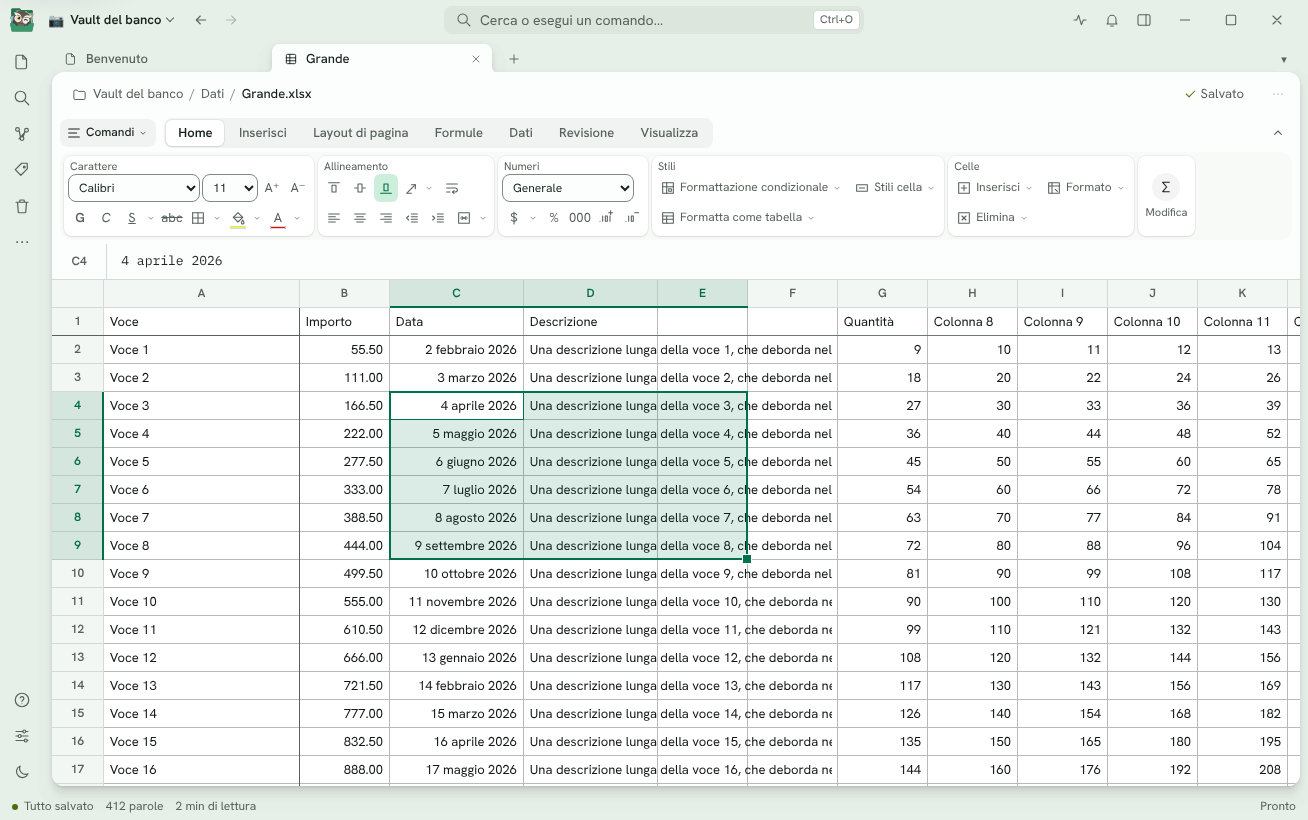 Vault del banco
Cerca o esegui un comando...
Ctrl+O
Benvenuto
Grande
Vault del banco / Dati / Grande.xlsx
Salvato
Comandi
Home Inserisci Layout di pagina Formule Dati Revisione Visualizza
Carattere
Calibri 11 A+ A−
G C S abc A
Allineamento
Numeri
Generale
$ % 000
Stili
Formattazione condizionale Stili cella
Formatta come tabella
Celle
Inserisci Formato
Elimina
Σ
Modifica
C4 4 aprile 2026
A B C D E F G H I J K
1 Voce Importo Data Descrizione Quantità Colonna 8 Colonna 9 Colonna 10 Colonna 11
2 Voce 1 55.50 2 febbraio 2026 Una descrizione lunga della voce 1, che deborda nel 9 10 11 12 13
3 Voce 2 111.00 3 marzo 2026 Una descrizione lunga della voce 2, che deborda nel 18 20 22 24 26
4 Voce 3 166.50 4 aprile 2026 Una descrizione lunga della voce 3, che deborda nel 27 30 33 36 39
5 Voce 4 222.00 5 maggio 2026 Una descrizione lunga della voce 4, che deborda nel 36 40 44 48 52
6 Voce 5 277.50 6 giugno 2026 Una descrizione lunga della voce 5, che deborda nel 45 50 55 60 65
7 Voce 6 333.00 7 luglio 2026 Una descrizione lunga della voce 6, che deborda nel 54 60 66 72 78
8 Voce 7 388.50 8 agosto 2026 Una descrizione lunga della voce 7, che deborda nel 63 70 77 84 91
9 Voce 8 444.00 9 settembre 2026 Una descrizione lunga della voce 8, che deborda nel 72 80 88 96 104
10 Voce 9 499.50 10 ottobre 2026 Una descrizione lunga della voce 9, che deborda nel 81 90 99 108 117
11 Voce 10 555.00 11 novembre 2026 Una descrizione lunga della voce 10, che deborda ne 90 100 110 120 130
12 Voce 11 610.50 12 dicembre 2026 Una descrizione lunga della voce 11, che deborda ne 99 110 121 132 143
13 Voce 12 666.00 13 gennaio 2026 Una descrizione lunga della voce 12, che deborda ne 108 120 132 144 156
14 Voce 13 721.50 14 febbraio 2026 Una descrizione lunga della voce 13, che deborda ne 117 130 143 156 169
15 Voce 14 777.00 15 marzo 2026 Una descrizione lunga della voce 14, che deborda ne 126 140 154 168 182
16 Voce 15 832.50 16 aprile 2026 Una descrizione lunga della voce 15, che deborda ne 135 150 165 180 195
17 Voce 16 888.00 17 maggio 2026 Una descrizione lunga della voce 16, che deborda ne 144 160 176 192 208
Tutto salvato 412 parole 2 min di lettura
Pronto